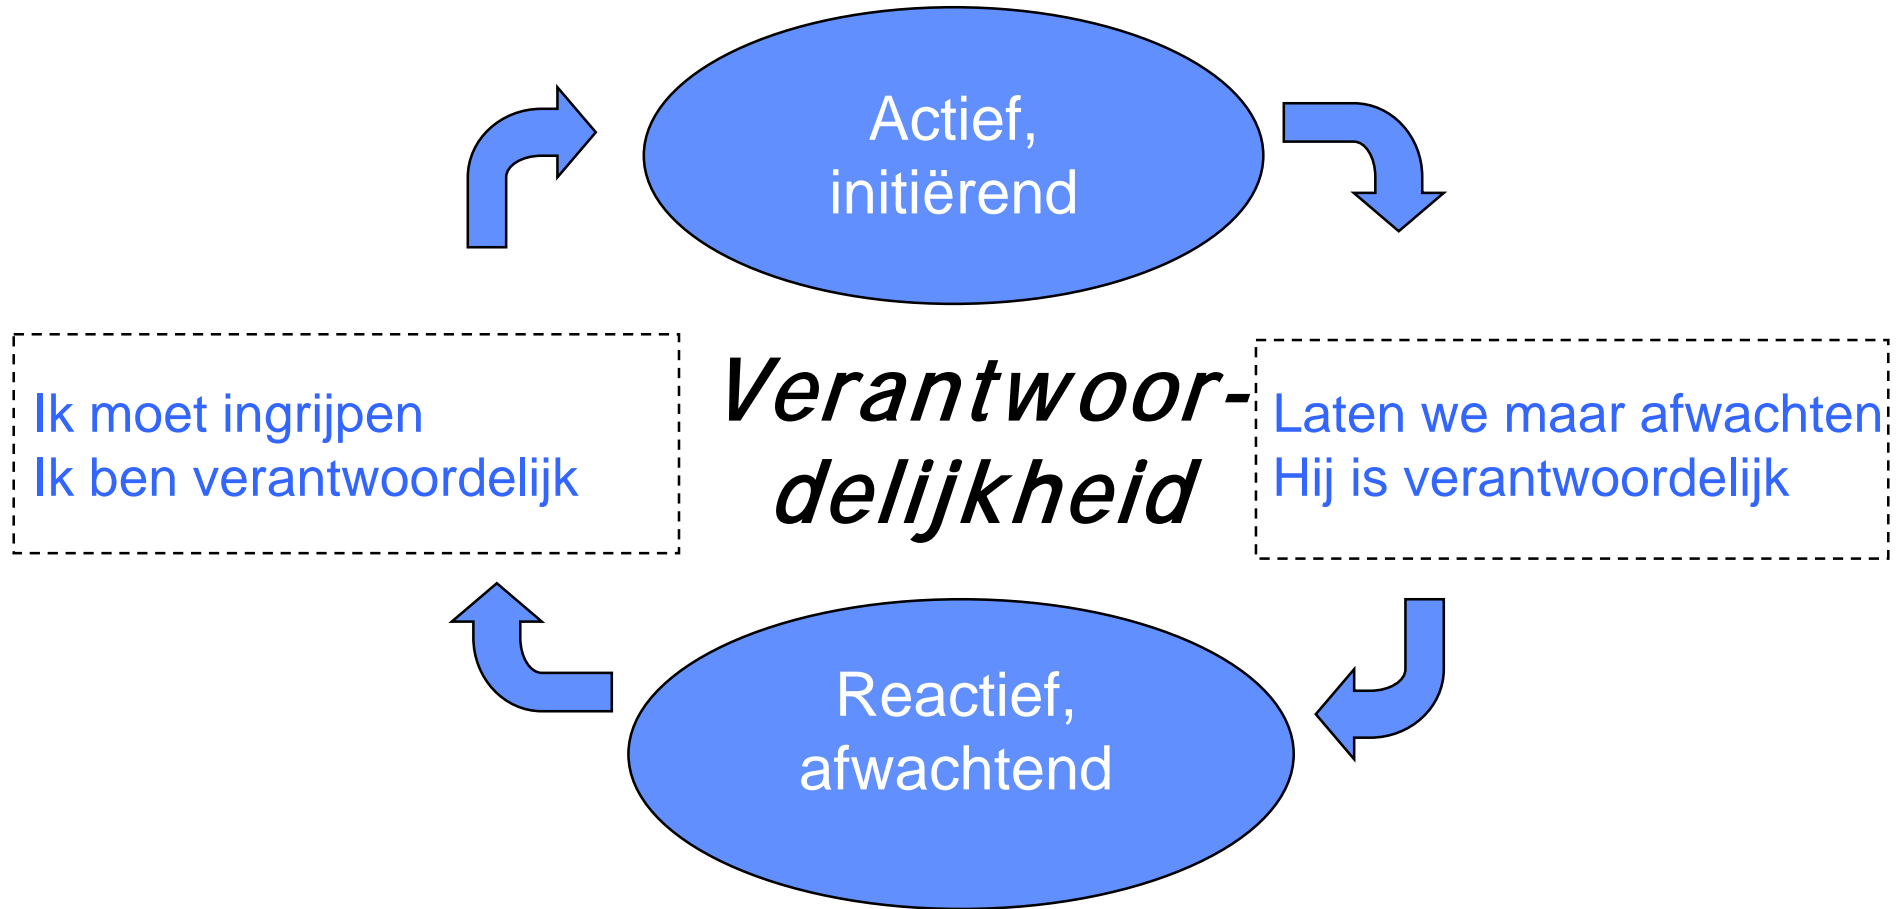 Actief,
initiërend
Ik moet ingrijpen
Ik ben verantwoordelijk
Verantwoor-
delijkheid
Laten we maar afwachten
Hij is verantwoordelijk
Reactief,
afwachtend